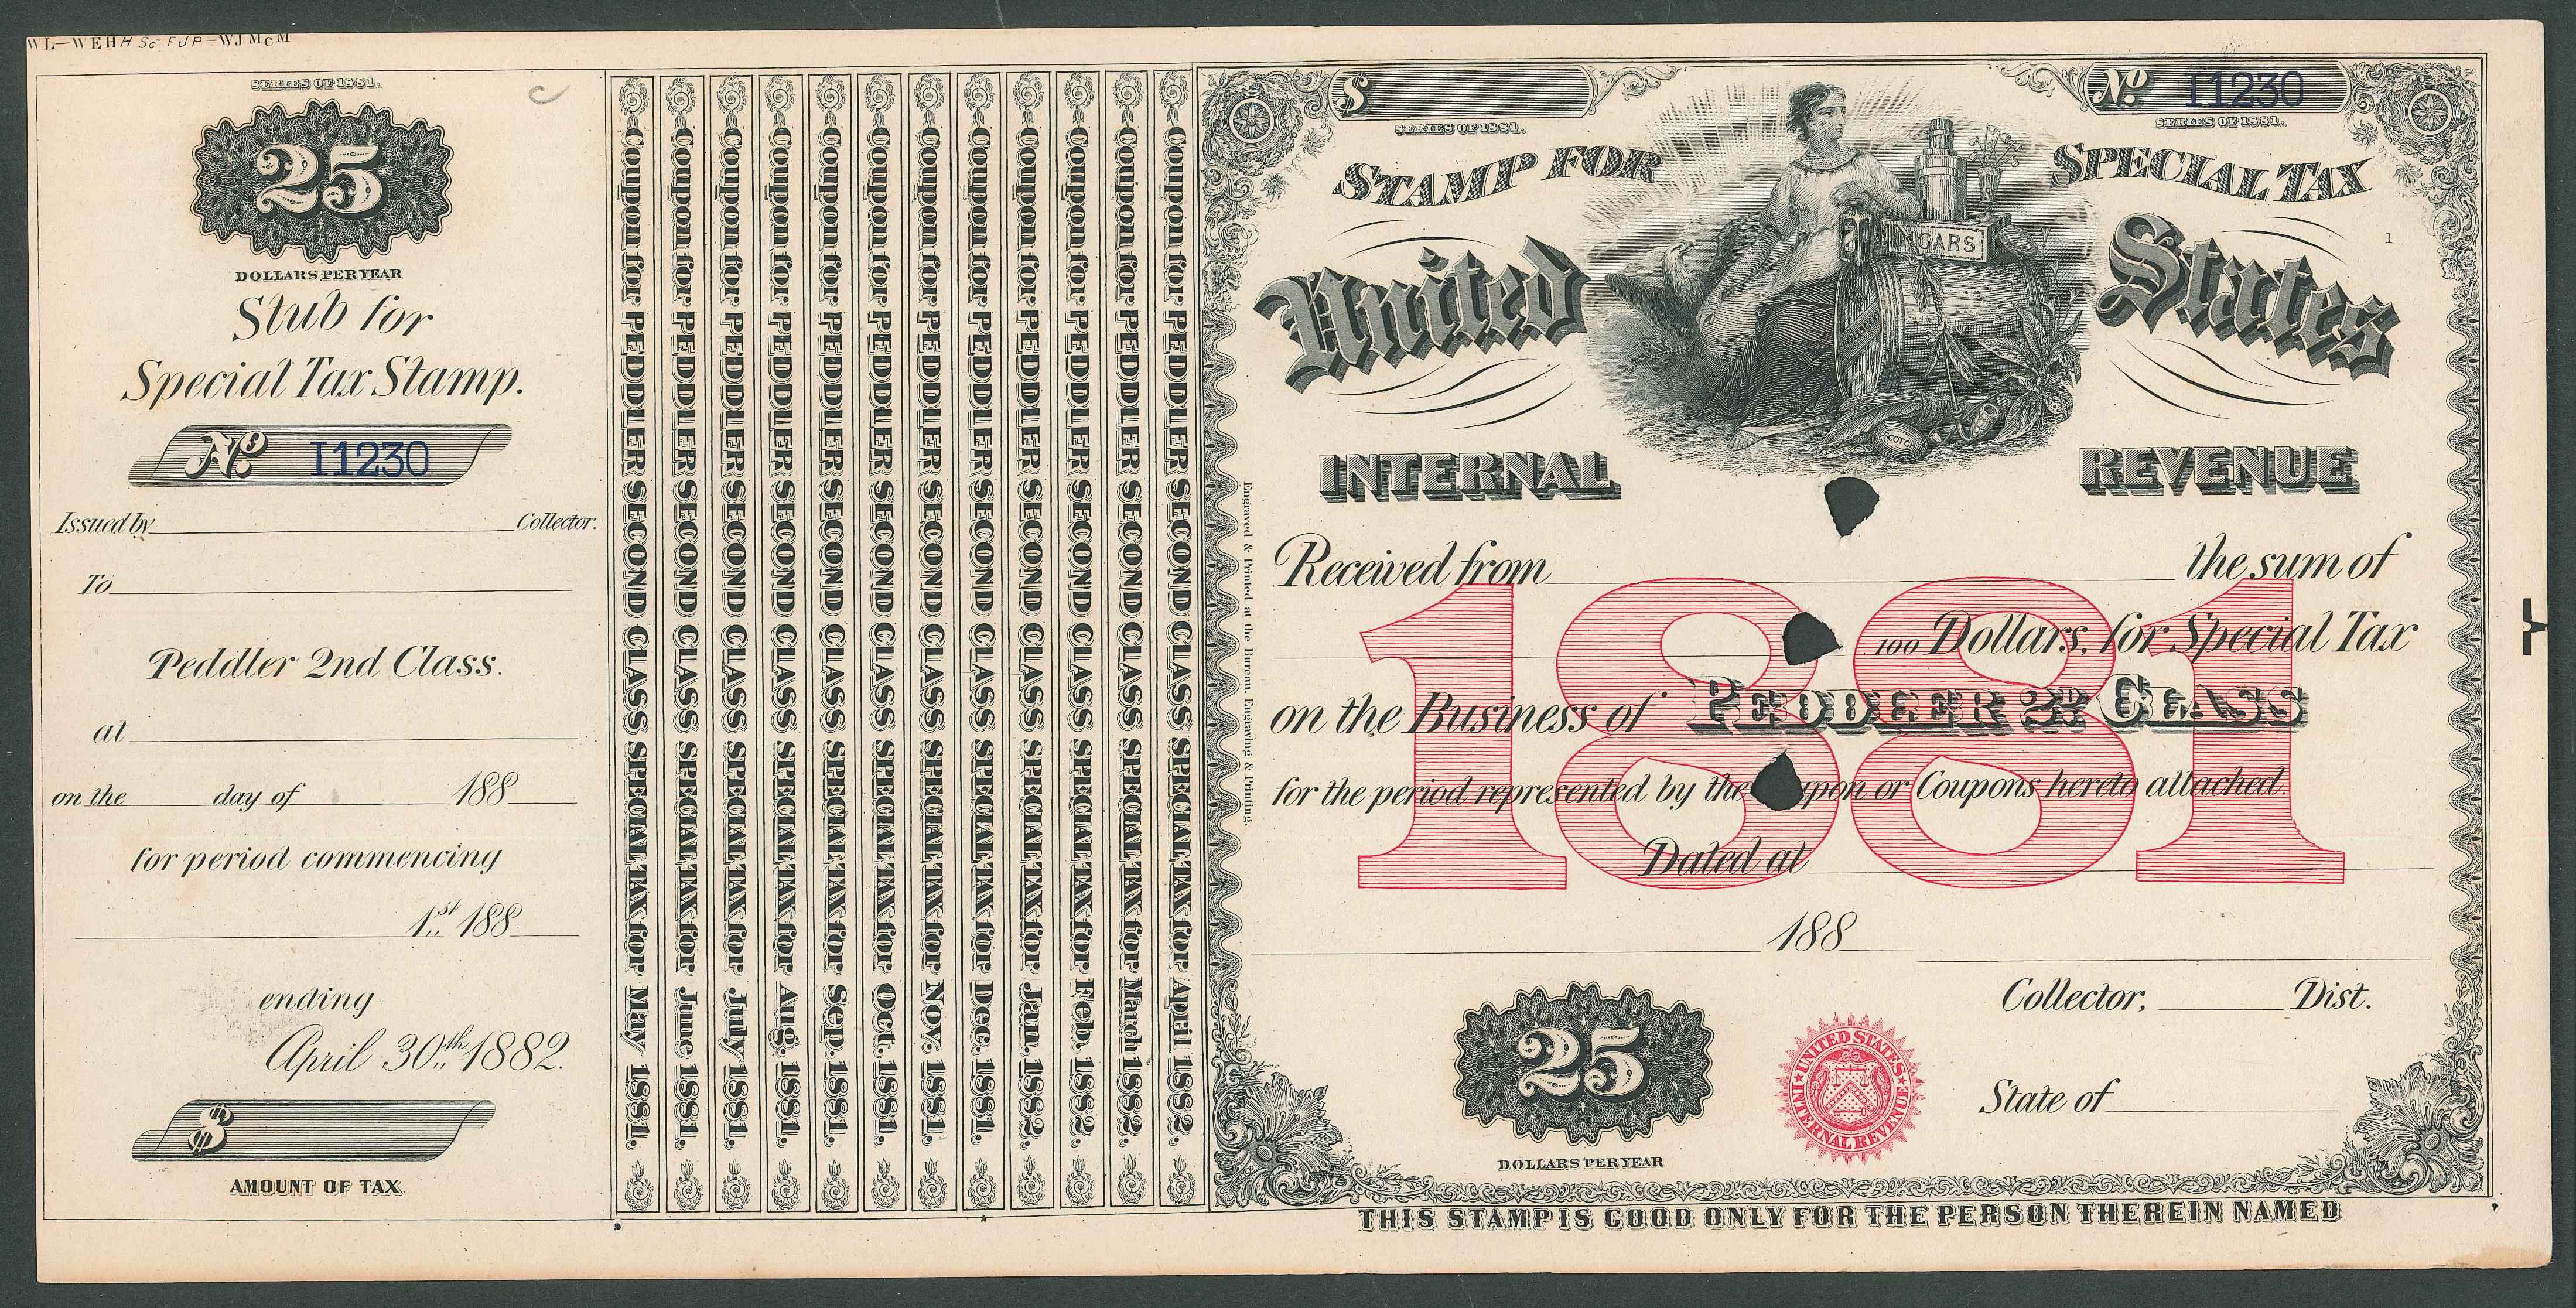 WL—WEHH Sc FJP—WJMcM
SERIES OF 1881.
25
DOLLARS PER YEAR
Stub for
Special Tax Stamp.
No. I1230
Issued by Collector.
To
Peddler 2nd Class.
at
on the day of 188
for period commencing
1st 188
ending
April 30th 1882.
$
AMOUNT OF TAX
Coupon for PEDDLER SECOND CLASS SPECIAL TAX for May 1881.
Coupon for PEDDLER SECOND CLASS SPECIAL TAX for June 1881.
Coupon for PEDDLER SECOND CLASS SPECIAL TAX for July 1881.
Coupon for PEDDLER SECOND CLASS SPECIAL TAX for Aug. 1881.
Coupon for PEDDLER SECOND CLASS SPECIAL TAX for Sep. 1881.
Coupon for PEDDLER SECOND CLASS SPECIAL TAX for Oct. 1881.
Coupon for PEDDLER SECOND CLASS SPECIAL TAX for Nov. 1881.
Coupon for PEDDLER SECOND CLASS SPECIAL TAX for Dec. 1881.
Coupon for PEDDLER SECOND CLASS SPECIAL TAX for Jan. 1882.
Coupon for PEDDLER SECOND CLASS SPECIAL TAX for Feb. 1882.
Coupon for PEDDLER SECOND CLASS SPECIAL TAX for March 1882.
Coupon for PEDDLER SECOND CLASS SPECIAL TAX for April 1882.
Engraved & Printed at the Bureau, Engraving & Printing.
$
SERIES OF 1881.
No. I1230
SERIES OF 1881.
STAMP FOR SPECIAL TAX
1
United States
CIGARS
TOBACCO
SCOTCH
INTERNAL REVENUE
Received from the sum of
100 Dollars, for Special Tax
1881
on the Business of PEDDLER 2D CLASS
for the period represented by the upon or Coupons hereto attached.
Dated at
188
Collector, Dist.
State of
25
DOLLARS PER YEAR
UNITED STATES INTERNAL REVENUE
THIS STAMP IS GOOD ONLY FOR THE PERSON THEREIN NAMED